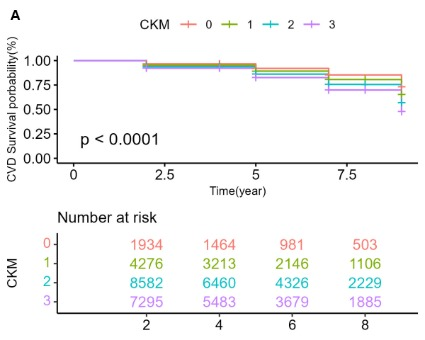 A
CKM 0 1 2 3
CVD Survival porbability(%)
1.00
0.75
0.50
0.25
0.00
p < 0.0001
0 2.5 5 7.5
Time(year)
Number at risk
CKM
0 1934 1464 981 503
1 4276 3213 2146 1106
2 8582 6460 4326 2229
3 7295 5483 3679 1885
2 4 6 8